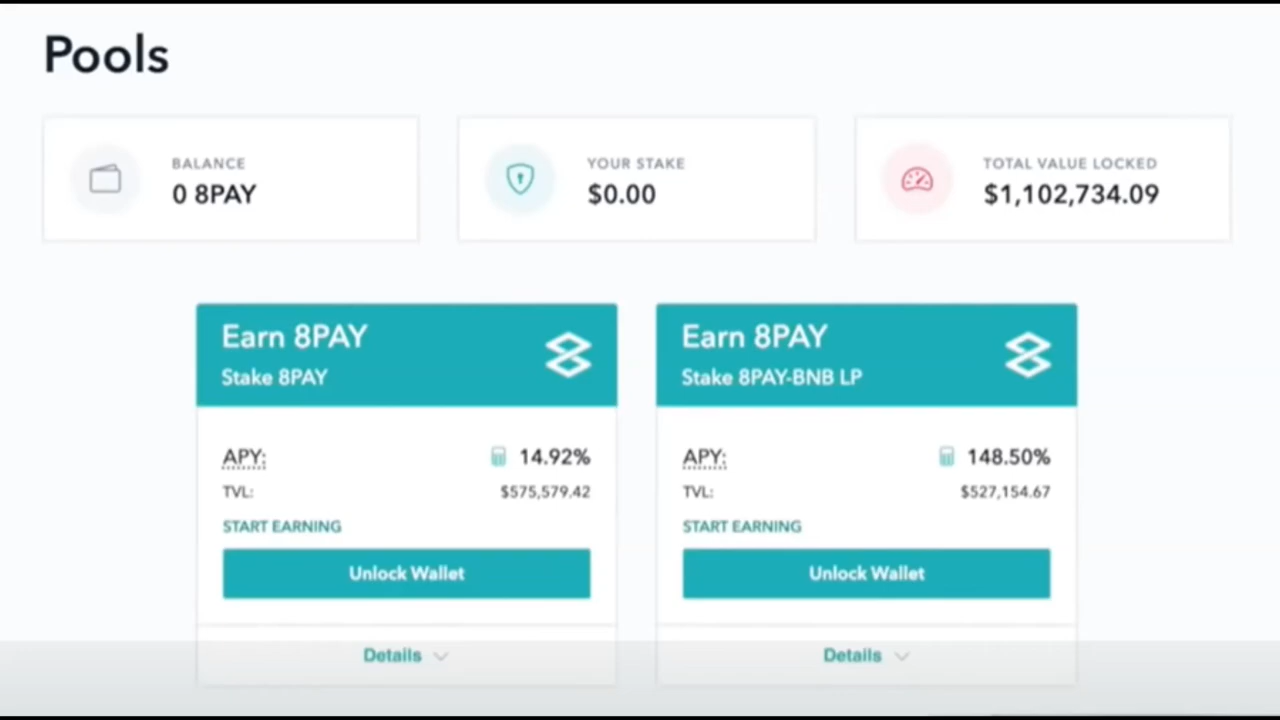 Pools
BALANCE
0 8PAY
YOUR STAKE
$0.00
TOTAL VALUE LOCKED
$1,102,734.09
Earn 8PAY
Stake 8PAY
APY: 14.92%
TVL: $575,579.42
START EARNING
Unlock Wallet
Details
Earn 8PAY
Stake 8PAY-BNB LP
APY: 148.50%
TVL: $527,154.67
START EARNING
Unlock Wallet
Details